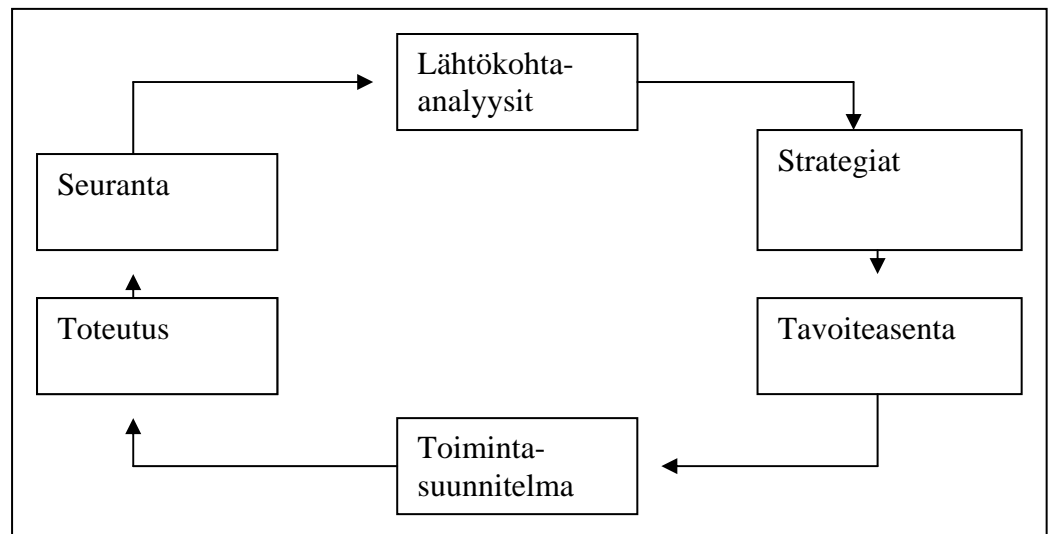 Lähtökohta-
analyysit
Strategiat
Seuranta
Toteutus
Tavoiteasenta
Toiminta-
suunnitelma